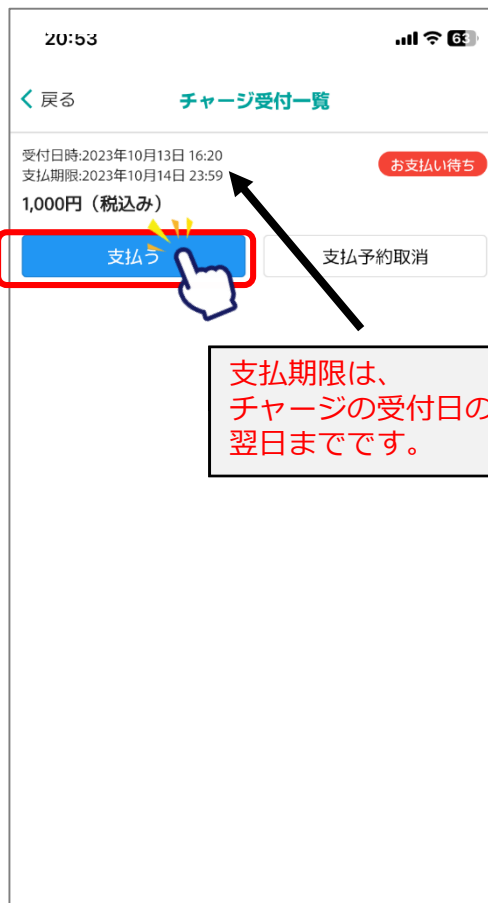 20:53
63
戻る
チャージ受付一覧
受付日時:2023年10月13日 16:20
支払期限:2023年10月14日 23:59
お支払い待ち
1,000円（税込み）
支払う
支払予約取消
支払期限は、
チャージの受付日の
翌日までです。